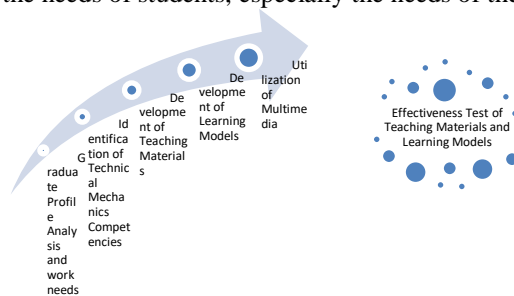 the needs of students, especially the needs of the
G
radua
te
Profil
e
Analy
sis
and
work
needs
Id
entifica
tion of
Technic
al
Mecha
nics
Compet
encies
De
velopme
nt of
Teaching
Material
s
De
velopme
nt of
Learning
Models
Uti
lization
of
Multime
dia
Effectiveness Test of
Teaching Materials and
Learning Models